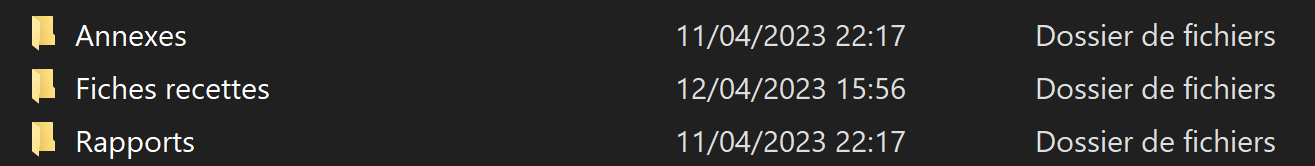 Annexes 11/04/2023 22:17 Dossier de fichiers
Fiches recettes 12/04/2023 15:56 Dossier de fichiers
Rapports 11/04/2023 22:17 Dossier de fichiers